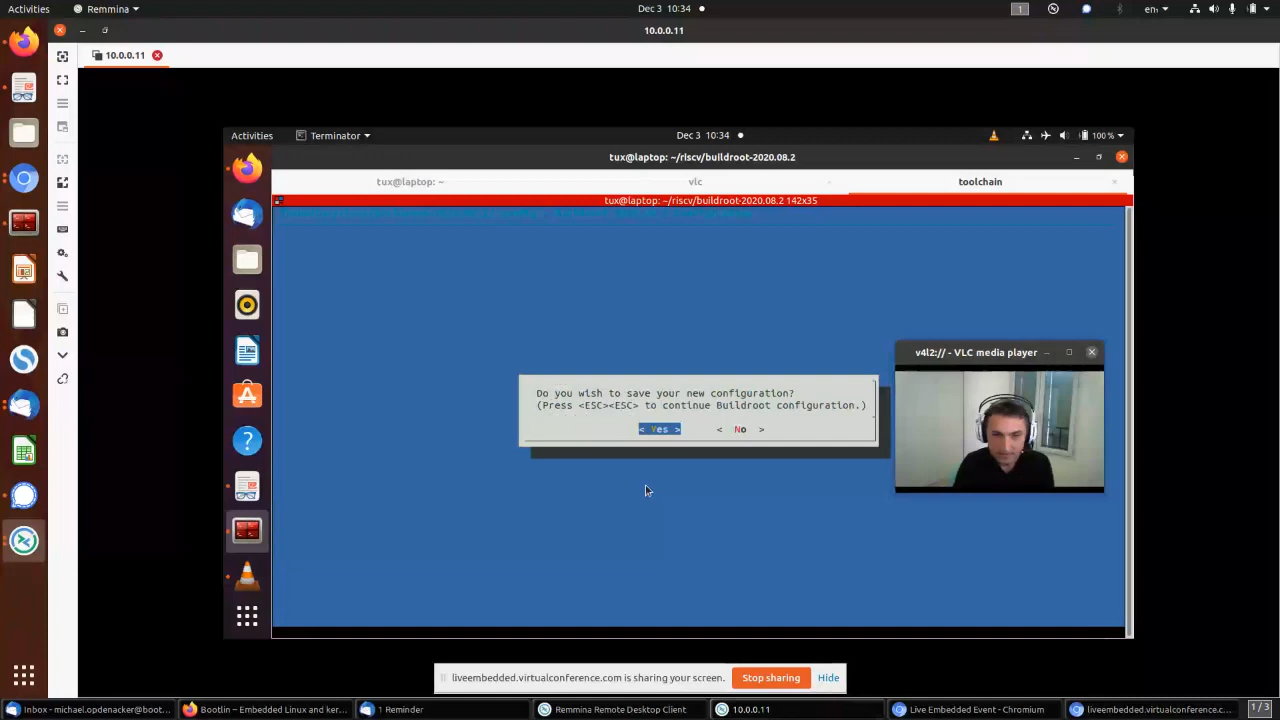 Activities
Remmina
Dec 3 10:34
1
en
10.0.0.11
10.0.0.11
Activities
Terminator
Dec 3 10:34
100 %
tux@laptop: ~/riscv/buildroot-2020.08.2
tux@laptop: ~
vlc
toolchain
tux@laptop: ~/riscv/buildroot-2020.08.2 142x35
v4l2:// - VLC media player
Do you wish to save your new configuration?
(Press <ESC><ESC> to continue Buildroot configuration.)
< Yes > < No >
liveembedded.virtualconference.com is sharing your screen.
Stop sharing
Hide
Inbox - michael.opdenacker@boot...
Bootlin – Embedded Linux and ker...
1 Reminder
Remmina Remote Desktop Client
10.0.0.11
Live Embedded Event - Chromium
liveembedded.virtualconference.c...
1 / 3